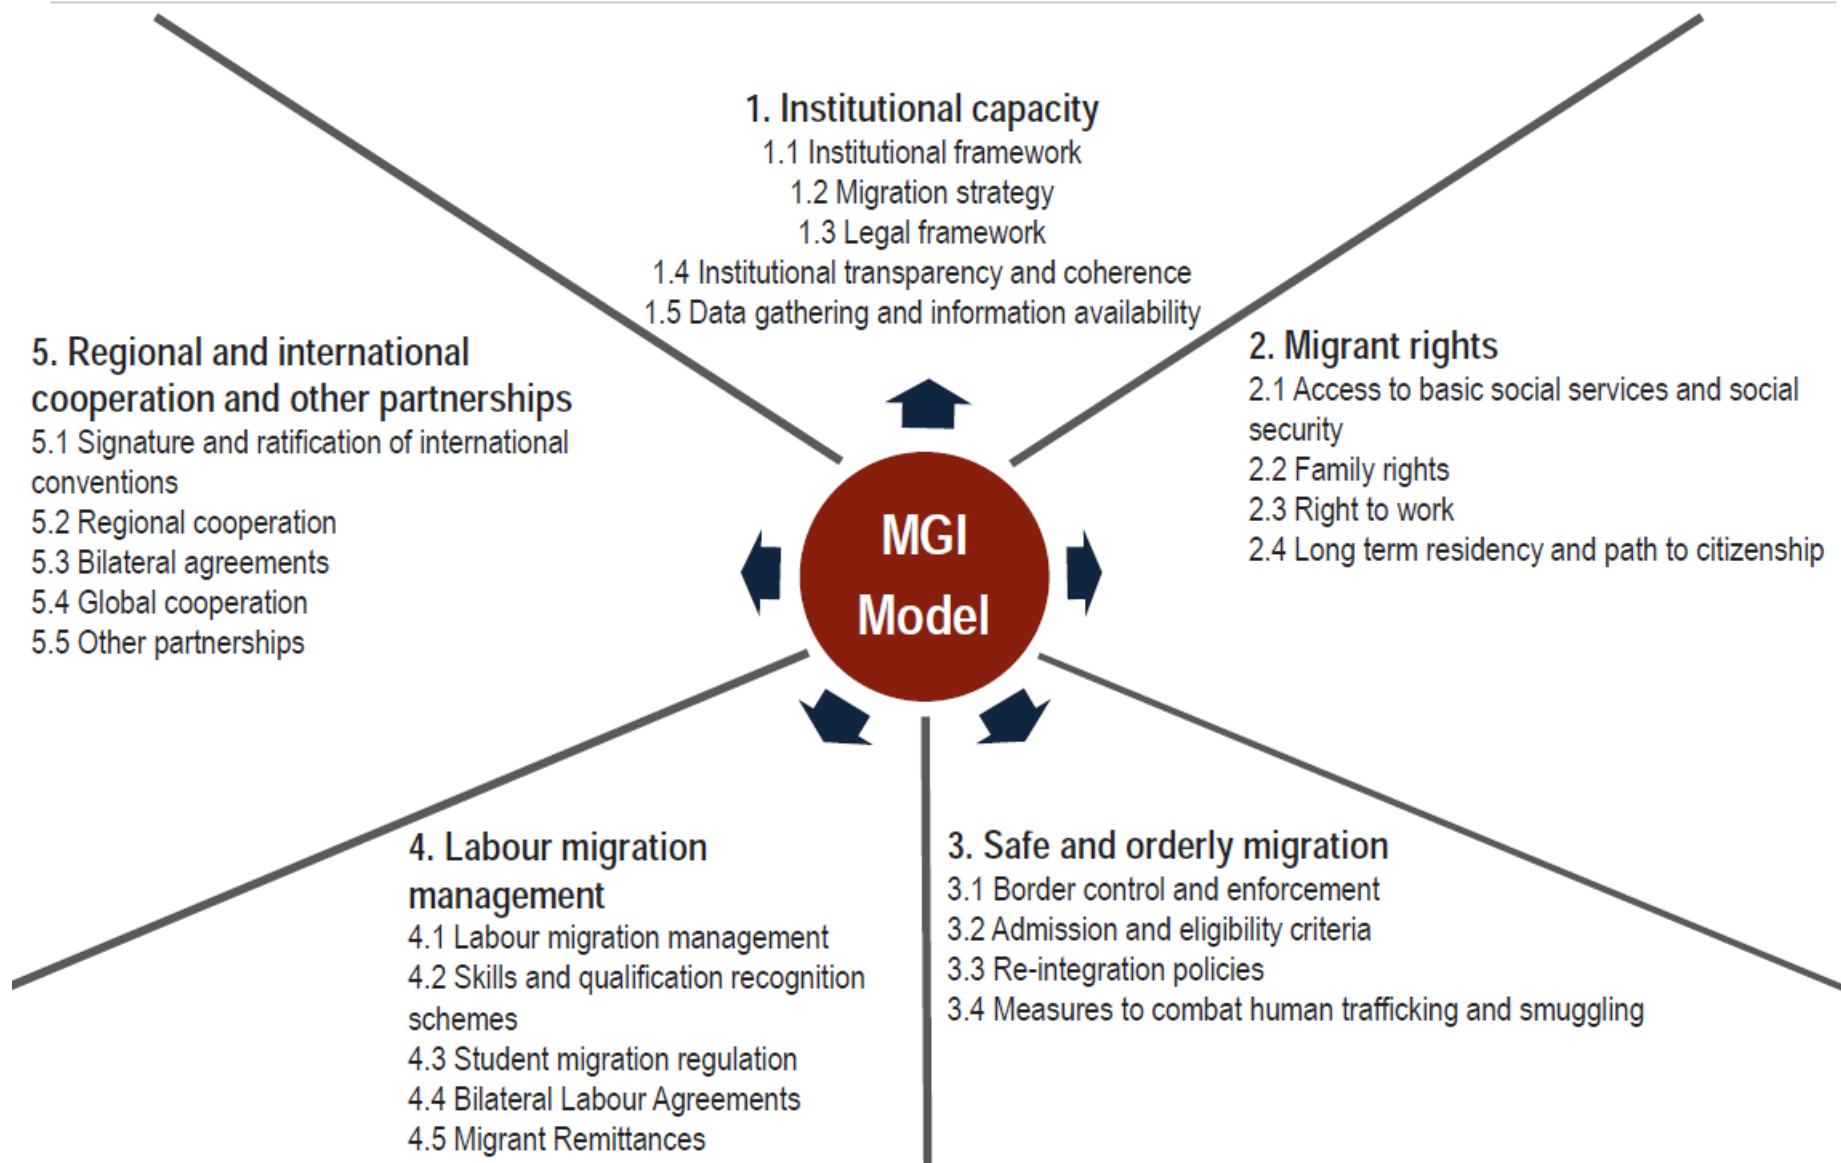 1. Institutional capacity
1.1 Institutional framework
1.2 Migration strategy
1.3 Legal framework
1.4 Institutional transparency and coherence
1.5 Data gathering and information availability
2. Migrant rights
2.1 Access to basic social services and social
security
2.2 Family rights
2.3 Right to work
2.4 Long term residency and path to citizenship
3. Safe and orderly migration
3.1 Border control and enforcement
3.2 Admission and eligibility criteria
3.3 Re-integration policies
3.4 Measures to combat human trafficking and smuggling
4. Labour migration
management
4.1 Labour migration management
4.2 Skills and qualification recognition
schemes
4.3 Student migration regulation
4.4 Bilateral Labour Agreements
4.5 Migrant Remittances
5. Regional and international
cooperation and other partnerships
5.1 Signature and ratification of international
conventions
5.2 Regional cooperation
5.3 Bilateral agreements
5.4 Global cooperation
5.5 Other partnerships
MGI
Model